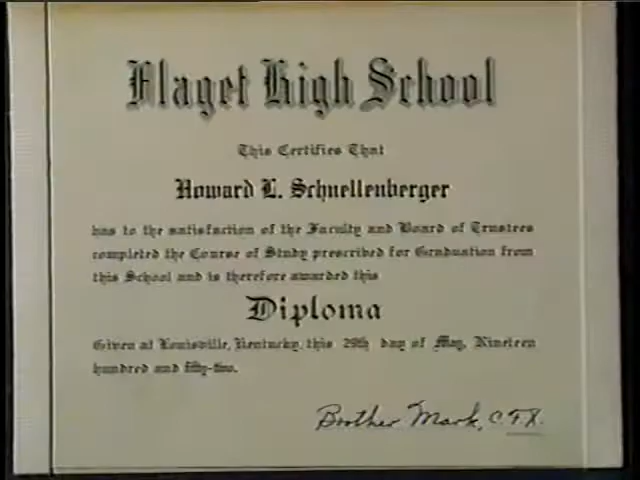 Flaget High School
This Certifies That
Howard L. Schnellenberger
has to the satisfaction of the Faculty and Board of Trustees
completed the Course of Study prescribed for Graduation from
this School and is therefore awarded this
Diploma
Given at Louisville, Kentucky, this 29th day of May, Nineteen
hundred and fifty-two.
Brother Mark, C.F.X.